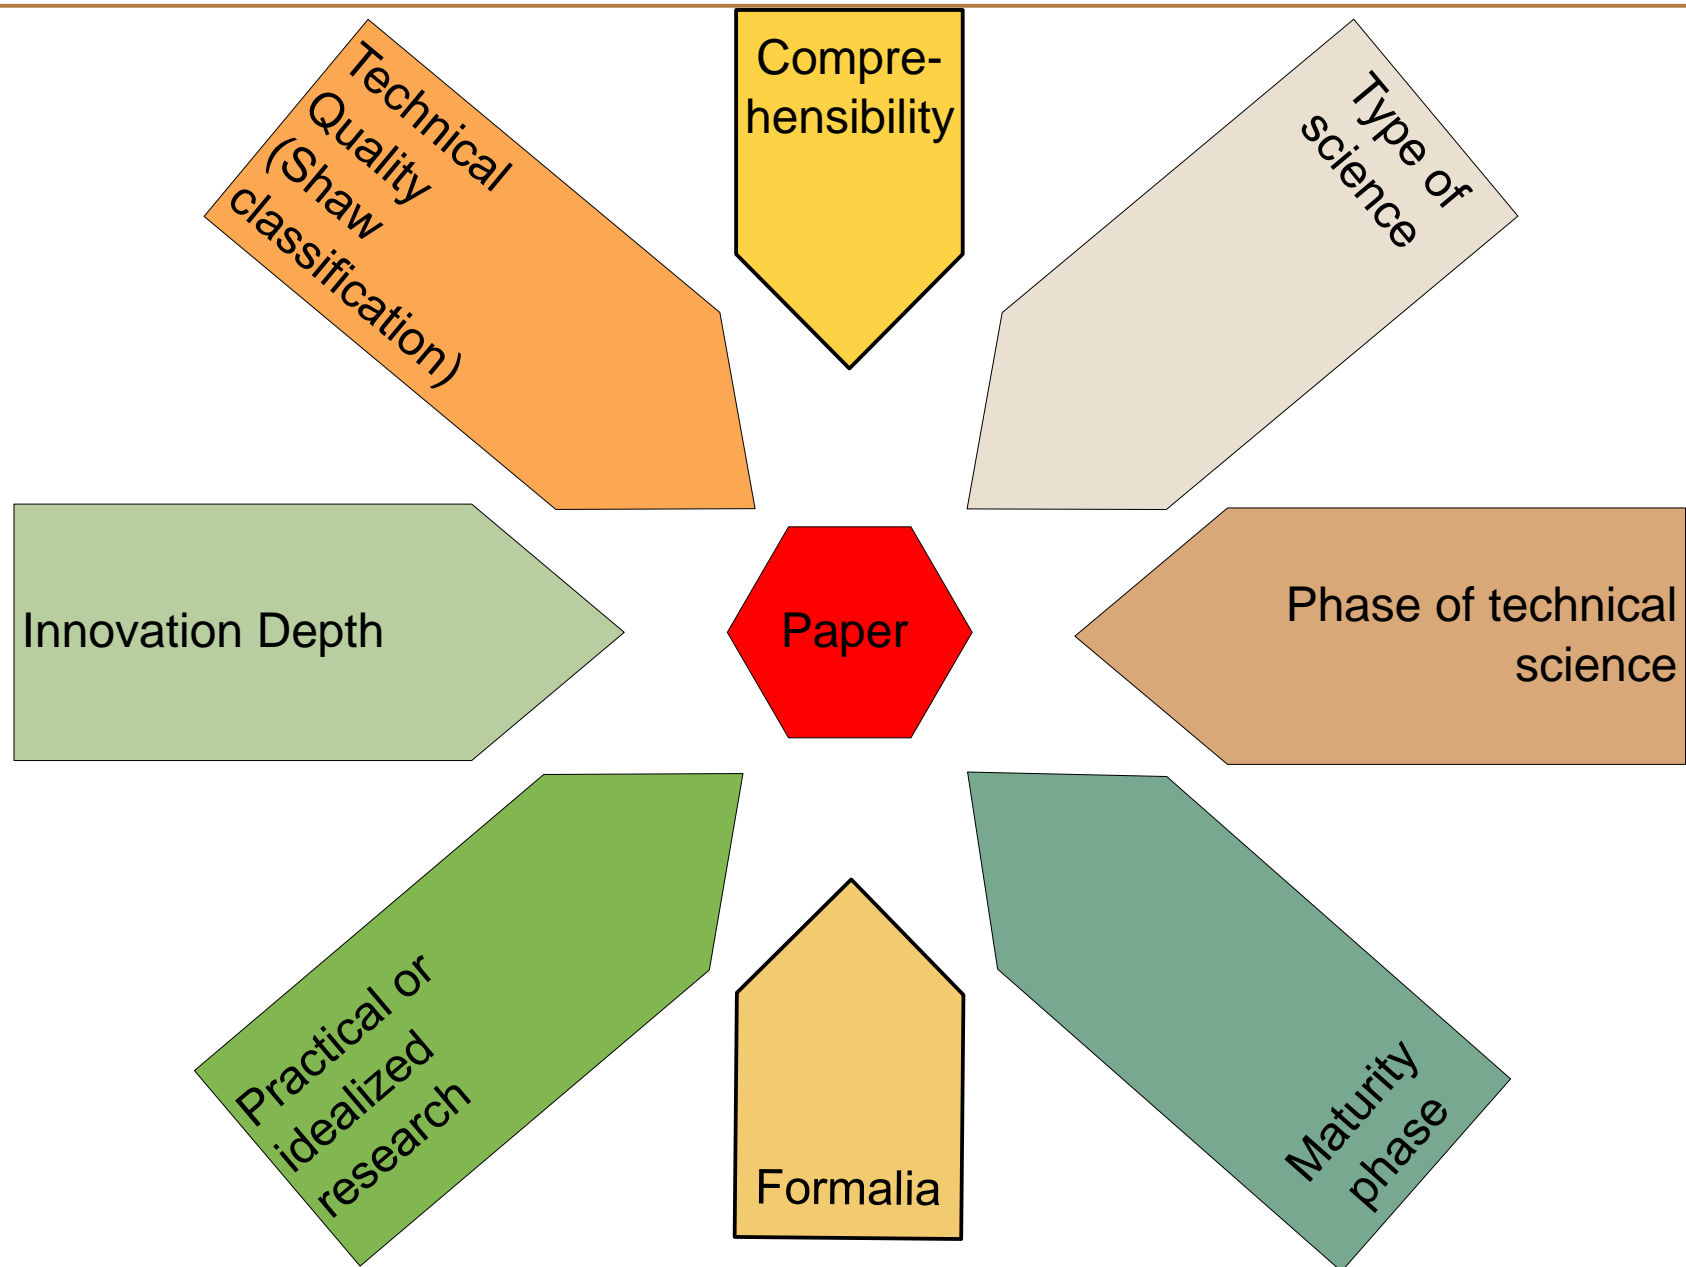 Compre-
hensibility
Technical
Quality
(Shaw
classification)
Type of
science
Innovation Depth
Paper
Phase of technical
science
Practical or
idealized
research
Formalia
Maturity
phase